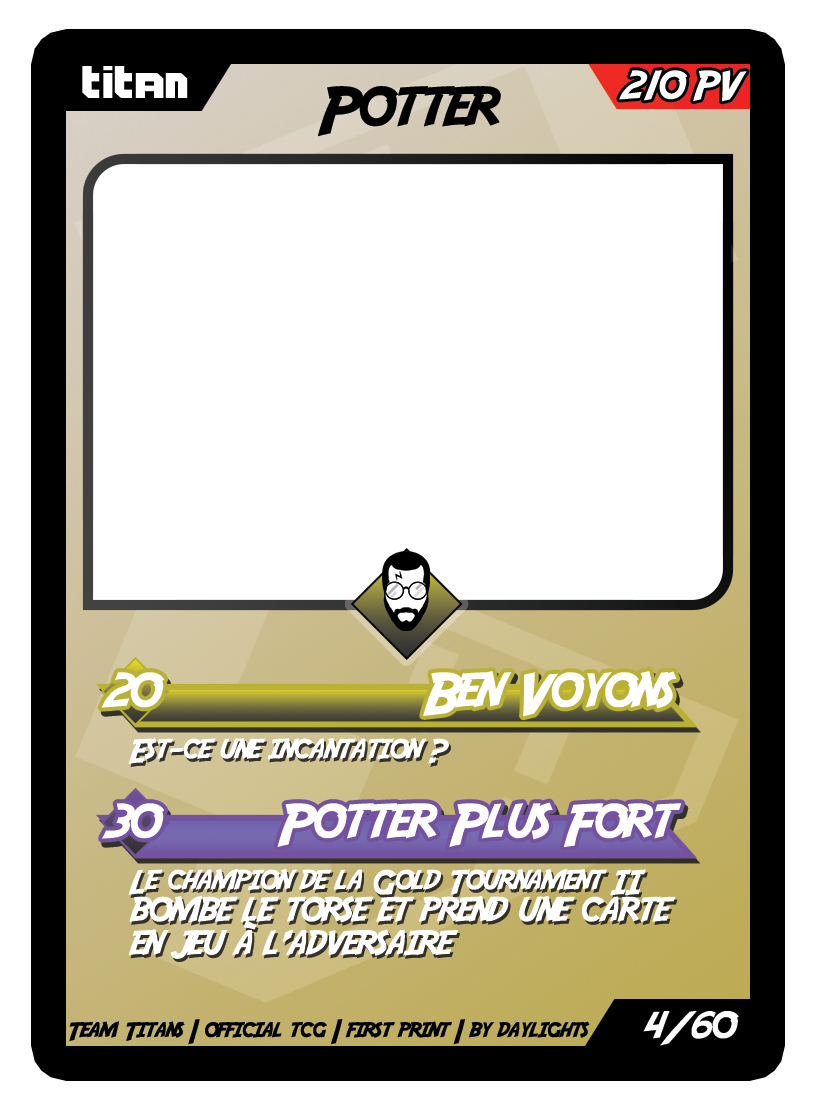 titan
Potter
210 PV
20
Ben Voyons
Est-ce une incantation ?
30
Potter Plus Fort
Le champion de la Gold Tournament II
bombe le torse et prend une carte
en jeu à l'adversaire
Team Titans | official tcg | first print | by daylights
4/60